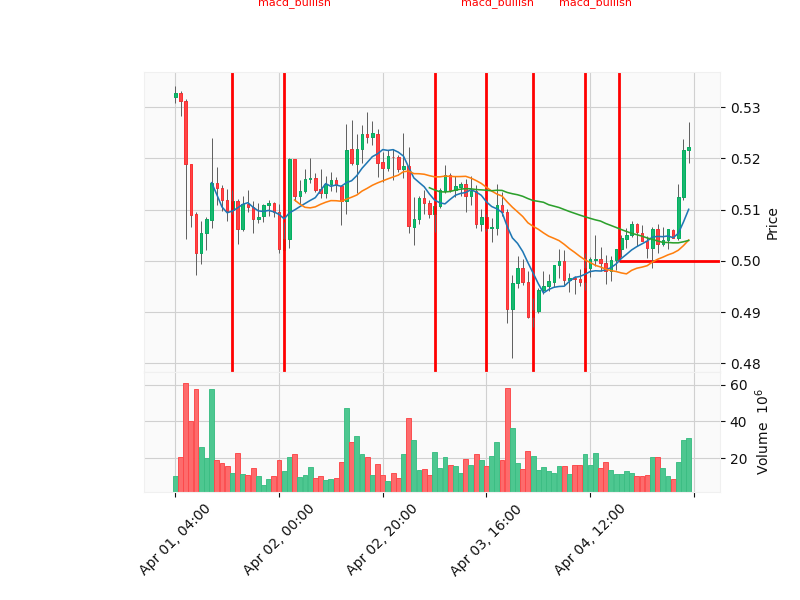 macd_bullish macd_bullish macd_bullish
0.53
0.52
0.51
0.50
0.49
0.48
Price
60
40
20
Volume 10^6
Apr 01, 04:00
Apr 02, 00:00
Apr 02, 20:00
Apr 03, 16:00
Apr 04, 12:00